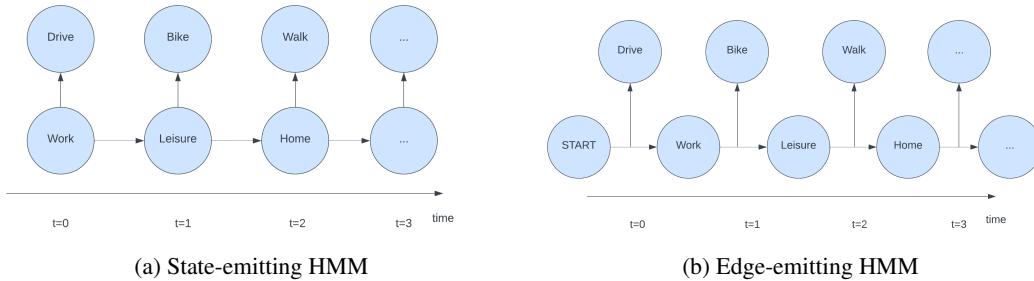 Drive Bike Walk ...
Work Leisure Home ...
t=0 t=1 t=2 t=3 time
(a) State-emitting HMM
Drive Bike Walk ...
START Work Leisure Home ...
t=0 t=1 t=2 t=3 time
(b) Edge-emitting HMM